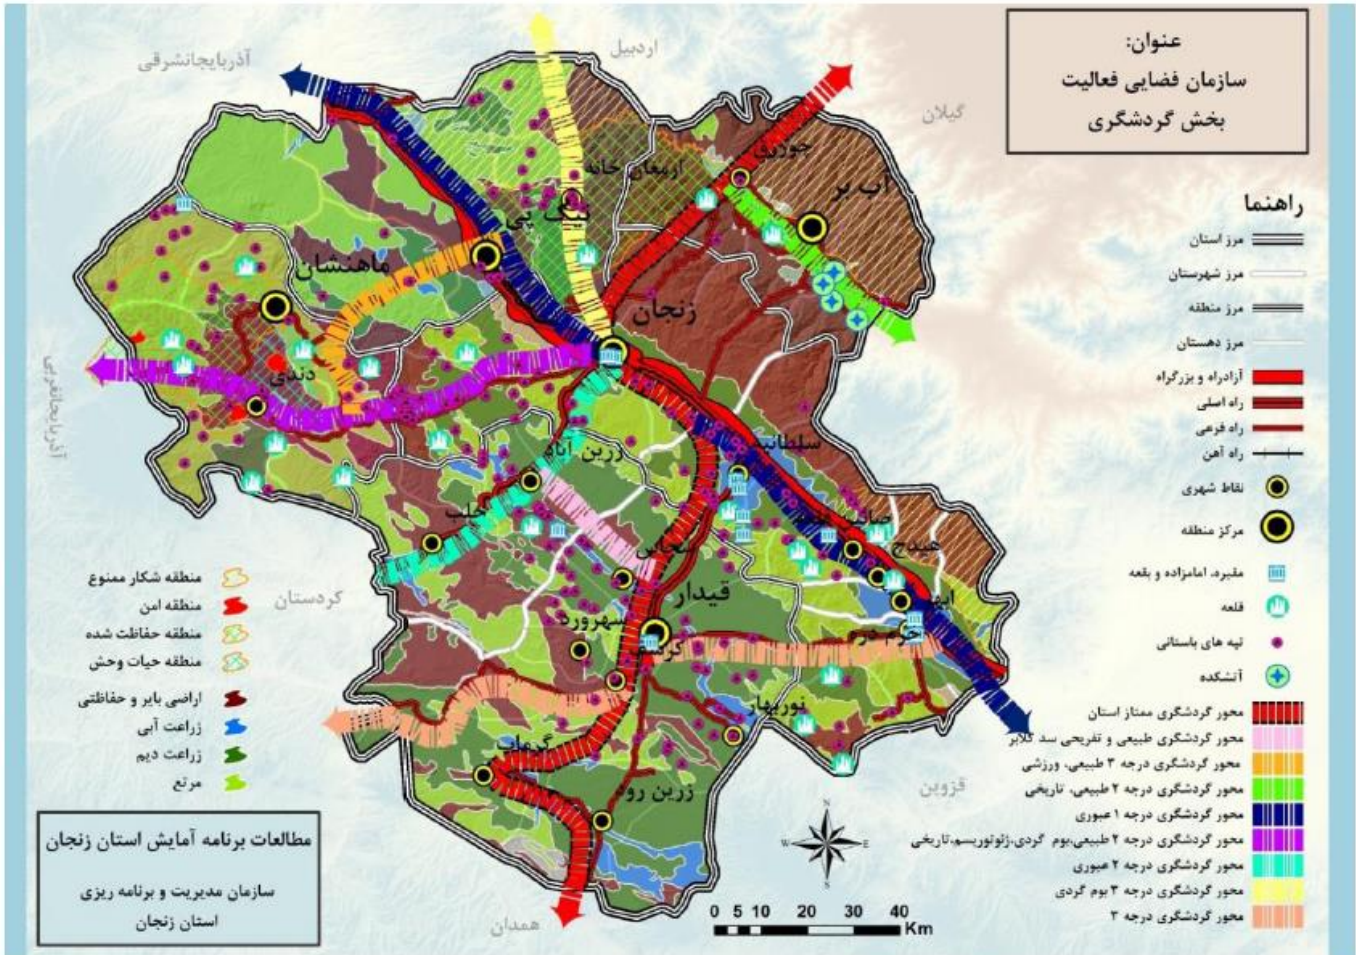 عنوان:
سازمان فضایی فعالیت
بخش گردشگری
راهنما
مرز استان
مرز شهرستان
مرز منطقه
مرز دهستان
آزادراه و بزرگراه
راه اصلی
راه فرعی
راه آهن
نقاط شهری
مرکز منطقه
مقبره، امامزاده و بقعه
قلعه
تپه های باستانی
آتشکده
محور گردشگری ممتاز استان
محور گردشگری طبیعی و تفریحی سد گلابر
محور گردشگری درجه ۳ طبیعی، ورزشی
محور گردشگری درجه ۲ طبیعی، تاریخی
محور گردشگری درجه ۱ عبوری
محور گردشگری درجه ۲ طبیعی،بوم گردی،ژئوتوریسم،تاریخی
محور گردشگری درجه ۲ عبوری
محور گردشگری درجه ۳ بوم گردی
محور گردشگری درجه ۳
منطقه شکار ممنوع
منطقه امن
منطقه حفاظت شده
منطقه حیات وحش
اراضی بایر و حفاظتی
زراعت آبی
زراعت دیم
مرتع
مطالعات برنامه آمایش استان زنجان
سازمان مدیریت و برنامه ریزی
استان زنجان
آذربایجانشرقی
اردبیل
گیلان
آذربایجانغربی
کردستان
همدان
قزوین
چورزق
آب بر
ارمغان خانه
نیک پی
ماهنشان
زنجان
دندی
سلطانیه
زرین آباد
حلب
هیدج
سجاس
قیدار
ابهر
خرم دره
سهرورد
کرسف
نوربهار
گرماب
زرین رود
N
W
E
S
0 5 10 20 30 40
Km